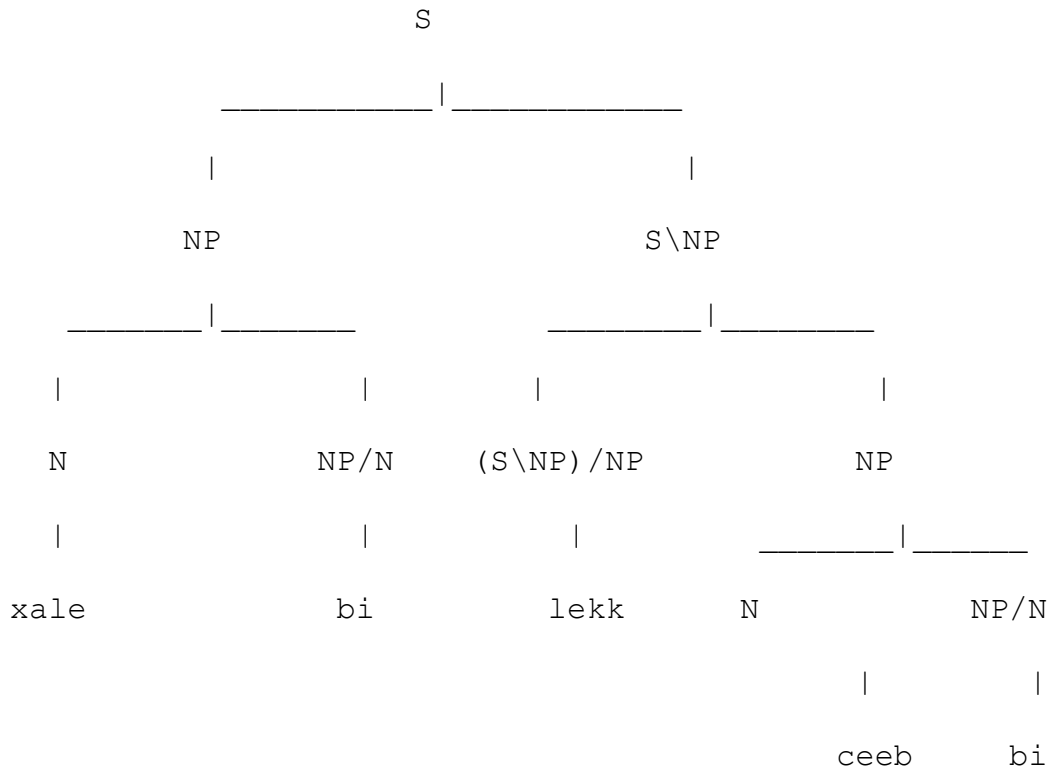 S
NP S\NP
N NP/N (S\NP)/NP NP
xale bi lekk N NP/N
ceeb bi